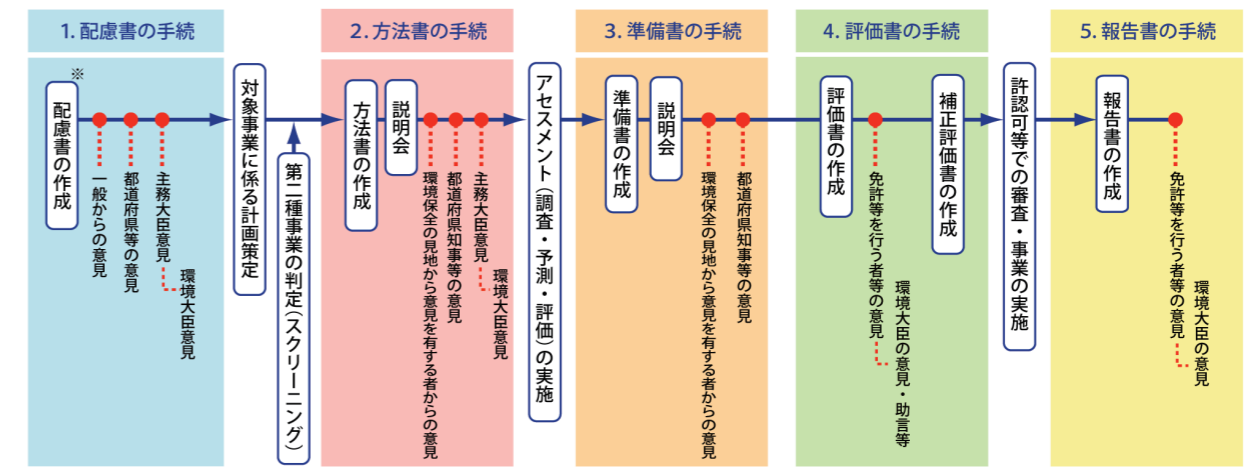 1. 配慮書の手続
※
配慮書の作成
一般からの意見
都道府県等の意見
主務大臣意見
環境大臣意見
対象事業に係る計画策定
第二種事業の判定(スクリーニング)
2. 方法書の手続
方法書の作成
説明会
環境保全の見地から意見を有する者からの意見
都道府県知事等の意見
主務大臣意見
環境大臣意見
アセスメント(調査・予測・評価)の実施
3. 準備書の手続
準備書の作成
説明会
環境保全の見地から意見を有する者からの意見
都道府県知事等の意見
4. 評価書の手続
評価書の作成
免許等を行う者等の意見
環境大臣の意見・助言等
補正評価書の作成
許認可等での審査・事業の実施
5. 報告書の手続
報告書の作成
免許等を行う者等の意見
環境大臣の意見